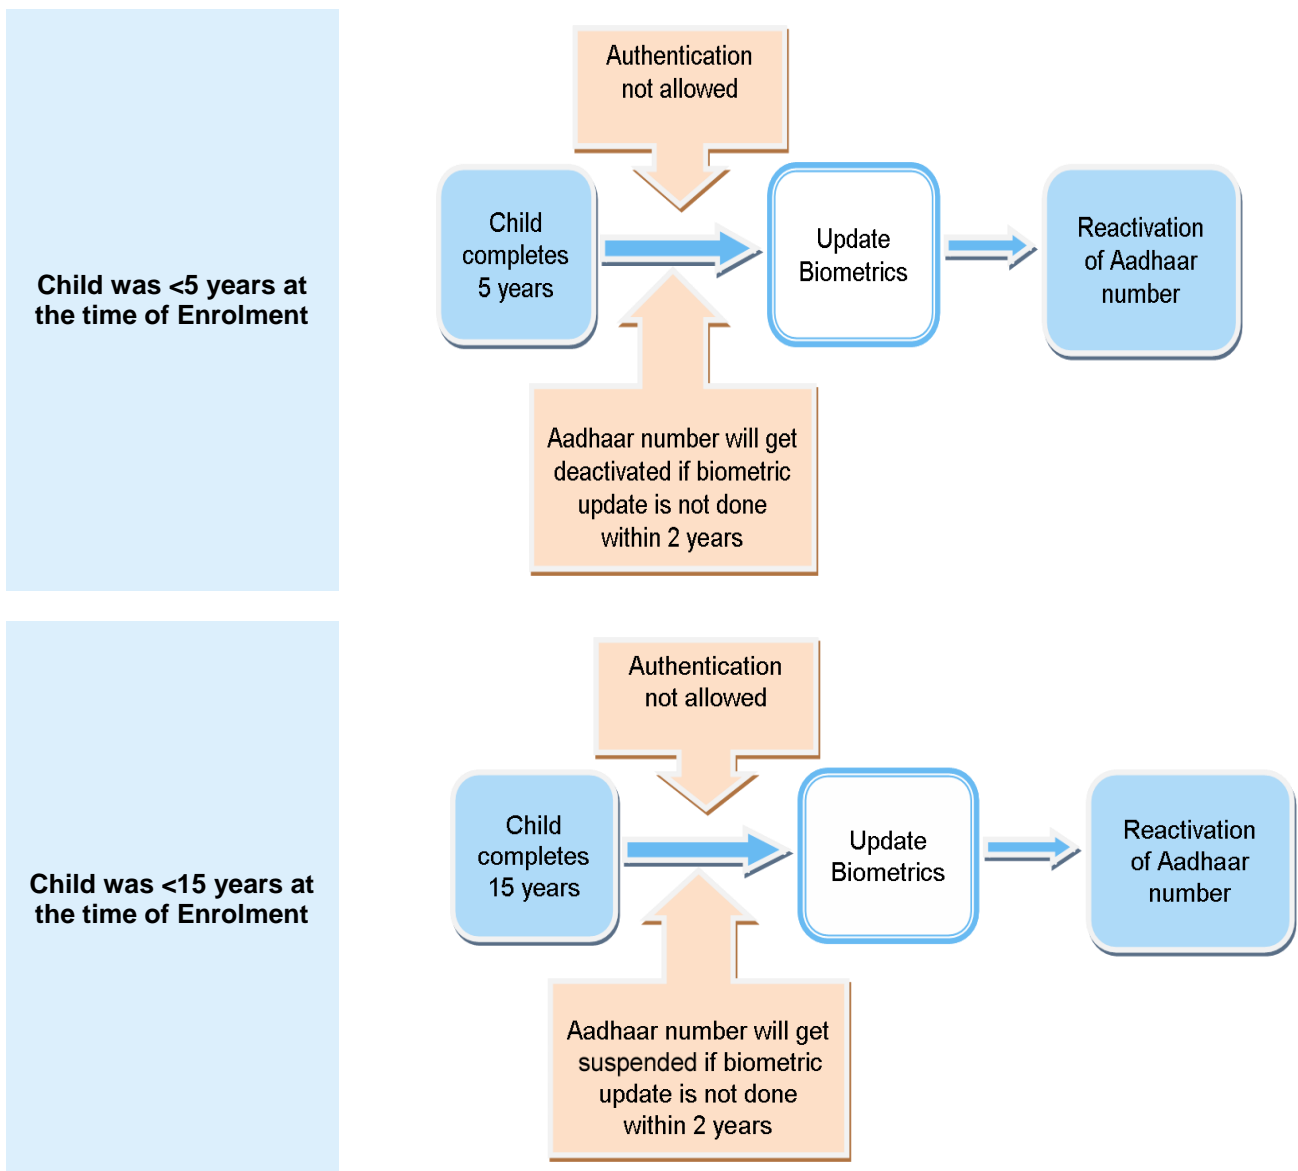 Child was <5 years at
the time of Enrolment
Authentication
not allowed
Child
completes
5 years
Update
Biometrics
Reactivation
of Aadhaar
number
Aadhaar number will get
deactivated if biometric
update is not done
within 2 years
Child was <15 years at
the time of Enrolment
Authentication
not allowed
Child
completes
15 years
Update
Biometrics
Reactivation
of Aadhaar
number
Aadhaar number will get
suspended if biometric
update is not done
within 2 years